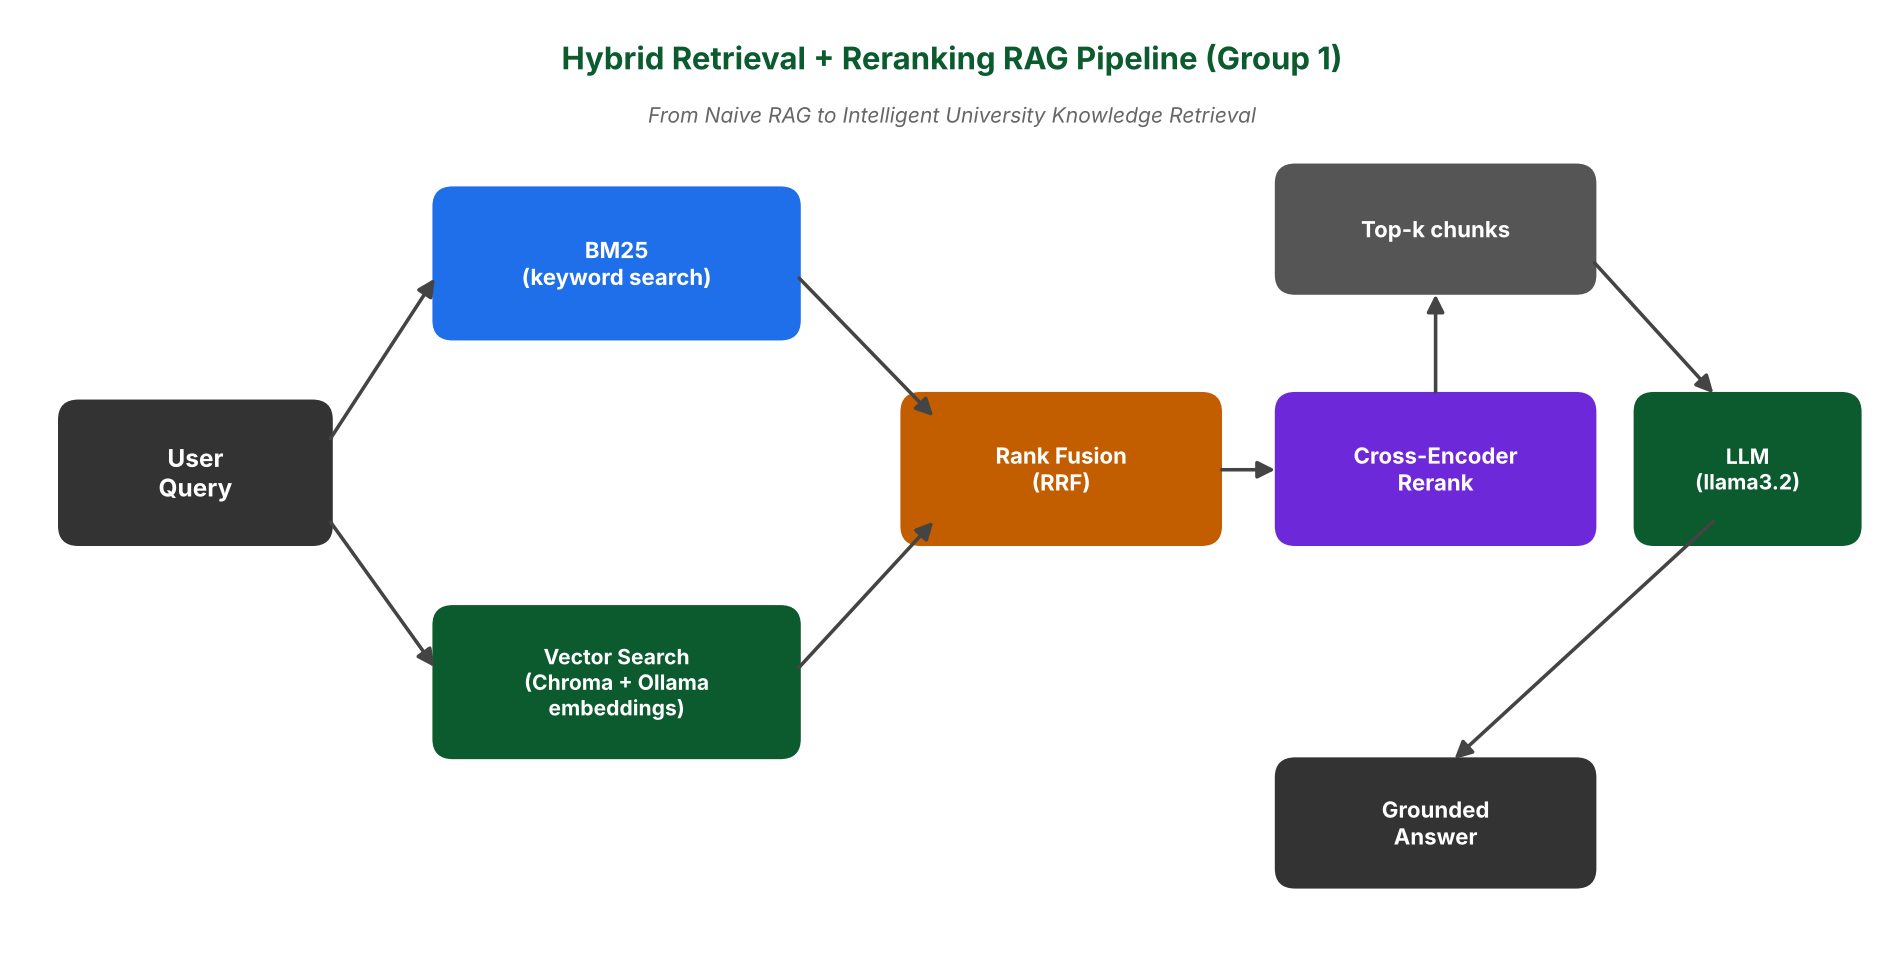 Hybrid Retrieval + Reranking RAG Pipeline (Group 1)
From Naive RAG to Intelligent University Knowledge Retrieval
User
Query
BM25
(keyword search)
Vector Search
(Chroma + Ollama
embeddings)
Rank Fusion
(RRF)
Cross-Encoder
Rerank
Top-k chunks
LLM
(llama3.2)
Grounded
Answer